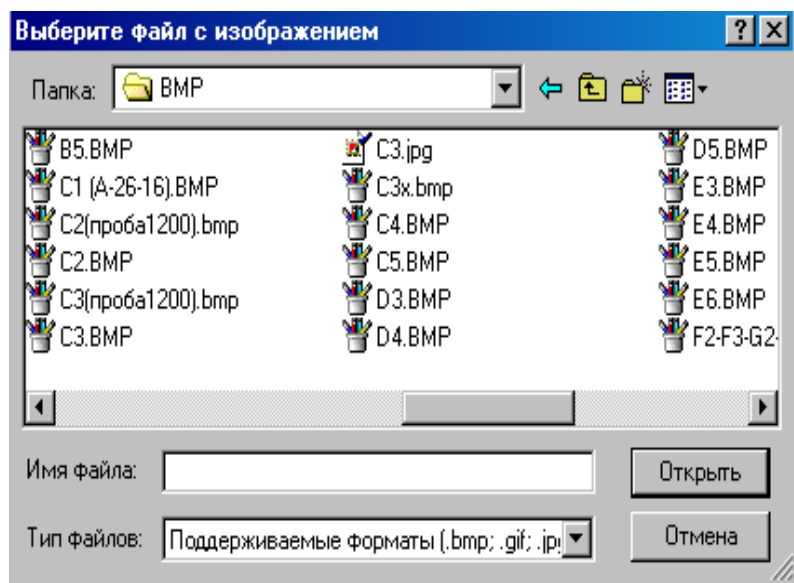 Выберите файл с изображением
Папка: BMP
B5.BMP
C1 (A-26-16).BMP
C2(проба1200).bmp
C2.BMP
C3(проба1200).bmp
C3.BMP
C3.jpg
C3x.bmp
C4.BMP
C5.BMP
D3.BMP
D4.BMP
D5.BMP
E3.BMP
E4.BMP
E5.BMP
E6.BMP
F2-F3-G2-
Имя файла:
Открыть
Тип файлов: Поддерживаемые форматы (.bmp; .gif; .jp
Отмена